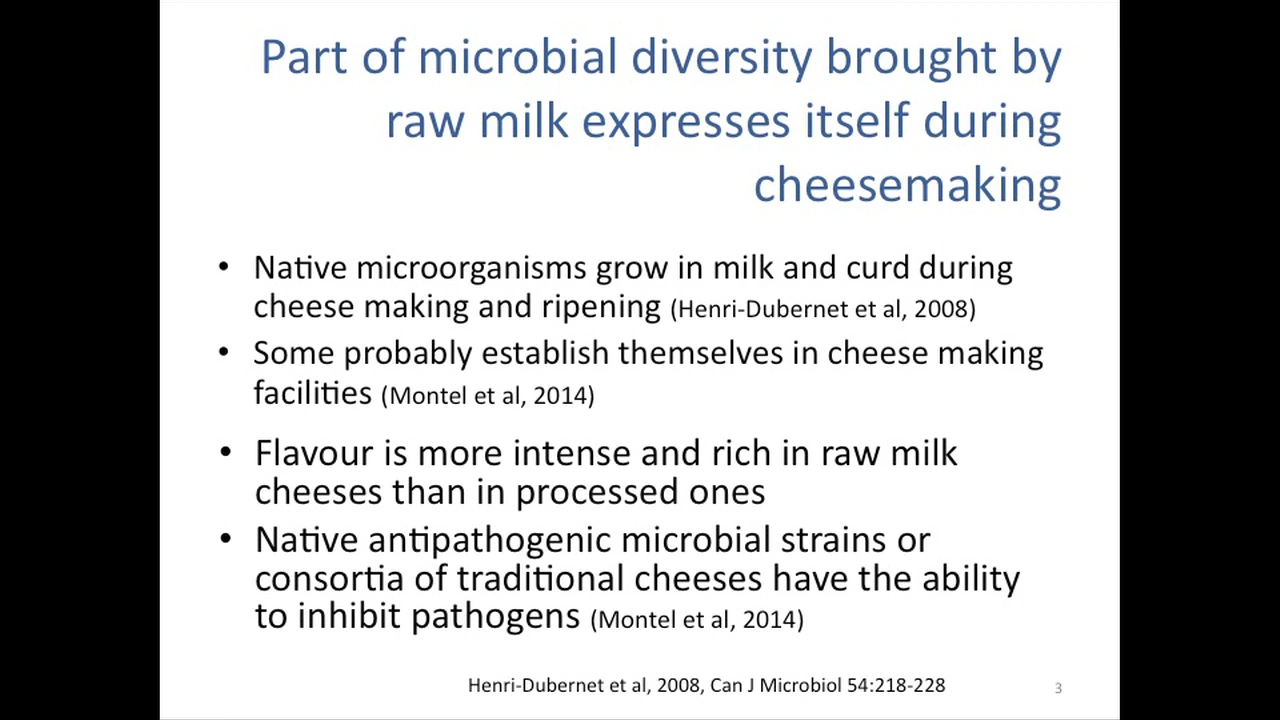 Part of microbial diversity brought by
raw milk expresses itself during
cheesemaking
• Native microorganisms grow in milk and curd during
cheese making and ripening (Henri-Dubernet et al, 2008)
• Some probably establish themselves in cheese making
facilities (Montel et al, 2014)
• Flavour is more intense and rich in raw milk
cheeses than in processed ones
• Native antipathogenic microbial strains or
consortia of traditional cheeses have the ability
to inhibit pathogens (Montel et al, 2014)
Henri-Dubernet et al, 2008, Can J Microbiol 54:218-228
3